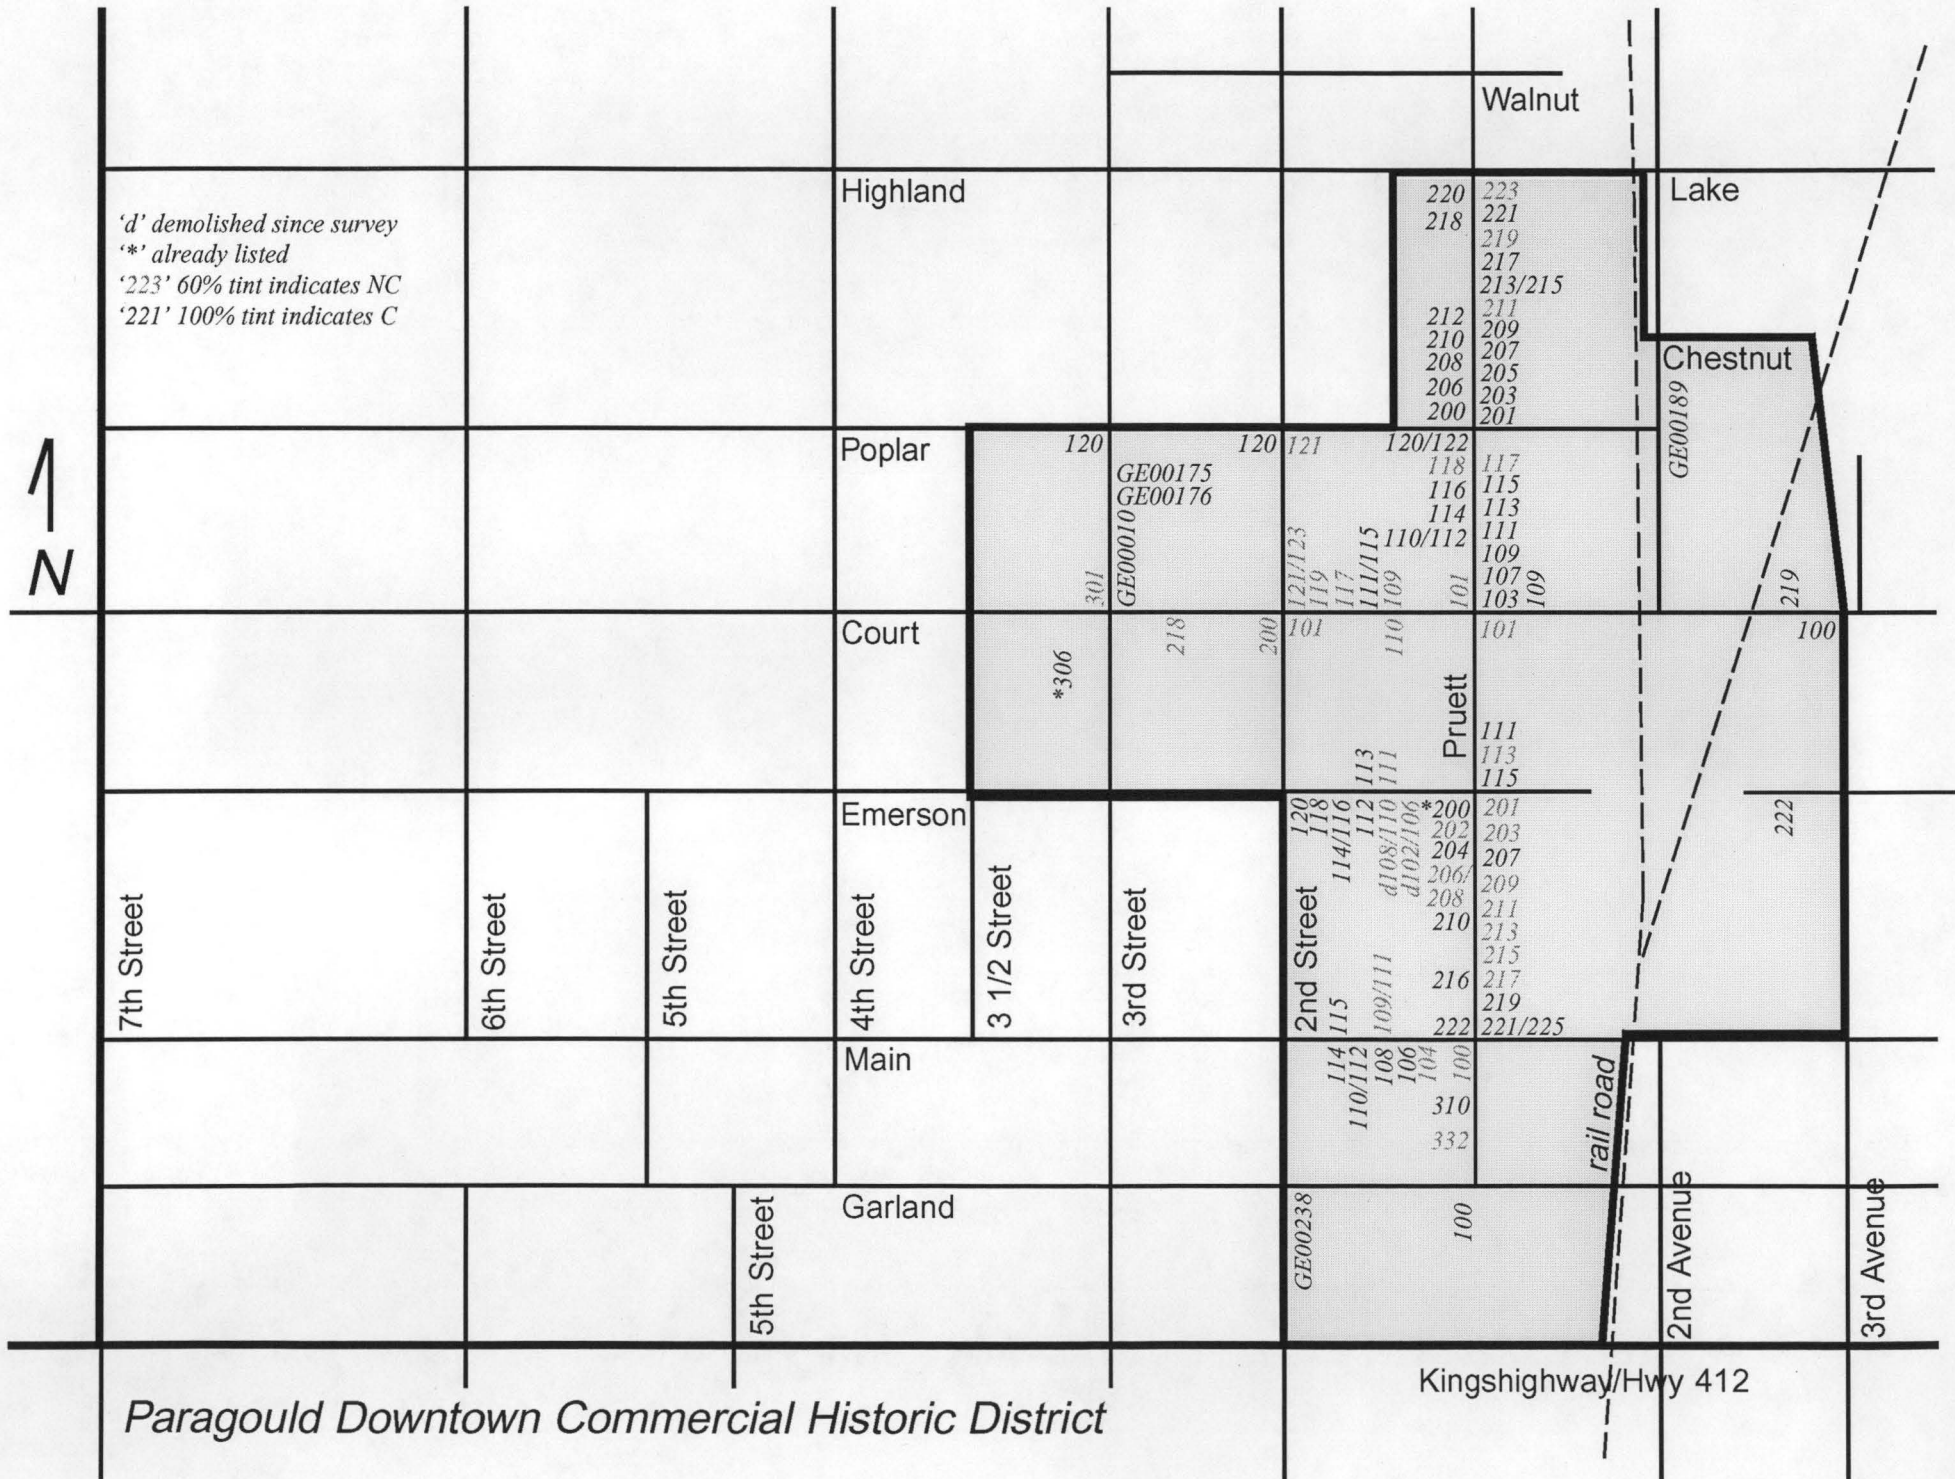 Walnut
Highland
Lake
'd' demolished since survey
'*' already listed
'223' 60% tint indicates NC
'221' 100% tint indicates C
220 223
218 221
219
217
213/215
211
212 209
210 207
208 205
206 203
200 201
Chestnut
GE00189
Poplar
120
120 121
120/122
118 117
116 115
114 113
110/112 111
109
107
103
109
101
GE00175
GE00176
GE00010
301
121/123
119
117
111/115
109
219
N
Court
218
200
101
110
101
100
*306
Pruett
111
113
115
113
111
Emerson
120
118
114/116
112
d108/110
d102/106
*200 201
202 203
204 207
206/
208
209
210 211
213
215
216 217
219
222 221/225
222
115
109/111
7th Street
6th Street
5th Street
4th Street
3 1/2 Street
3rd Street
2nd Street
Main
114
110/112
108
106
104
100
310
332
rail road
Garland
5th Street
GE00238
100
2nd Avenue
3rd Avenue
Kingshighway/Hwy 412
Paragould Downtown Commercial Historic District